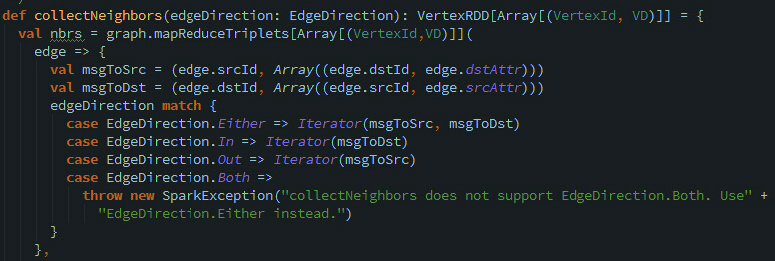 def collectNeighbors(edgeDirection: EdgeDirection): VertexRDD[Array[(VertexId, VD)]] = {
val nbrs = graph.mapReduceTriplets[Array[(VertexId,VD)]](
edge => {
val msgToSrc = (edge.srcId, Array((edge.dstId, edge.dstAttr)))
val msgToDst = (edge.dstId, Array((edge.srcId, edge.srcAttr)))
edgeDirection match {
case EdgeDirection.Either => Iterator(msgToSrc, msgToDst)
case EdgeDirection.In => Iterator(msgToDst)
case EdgeDirection.Out => Iterator(msgToSrc)
case EdgeDirection.Both =>
throw new SparkException("collectNeighbors does not support EdgeDirection.Both. Use" +
"EdgeDirection.Either instead.")
}
},